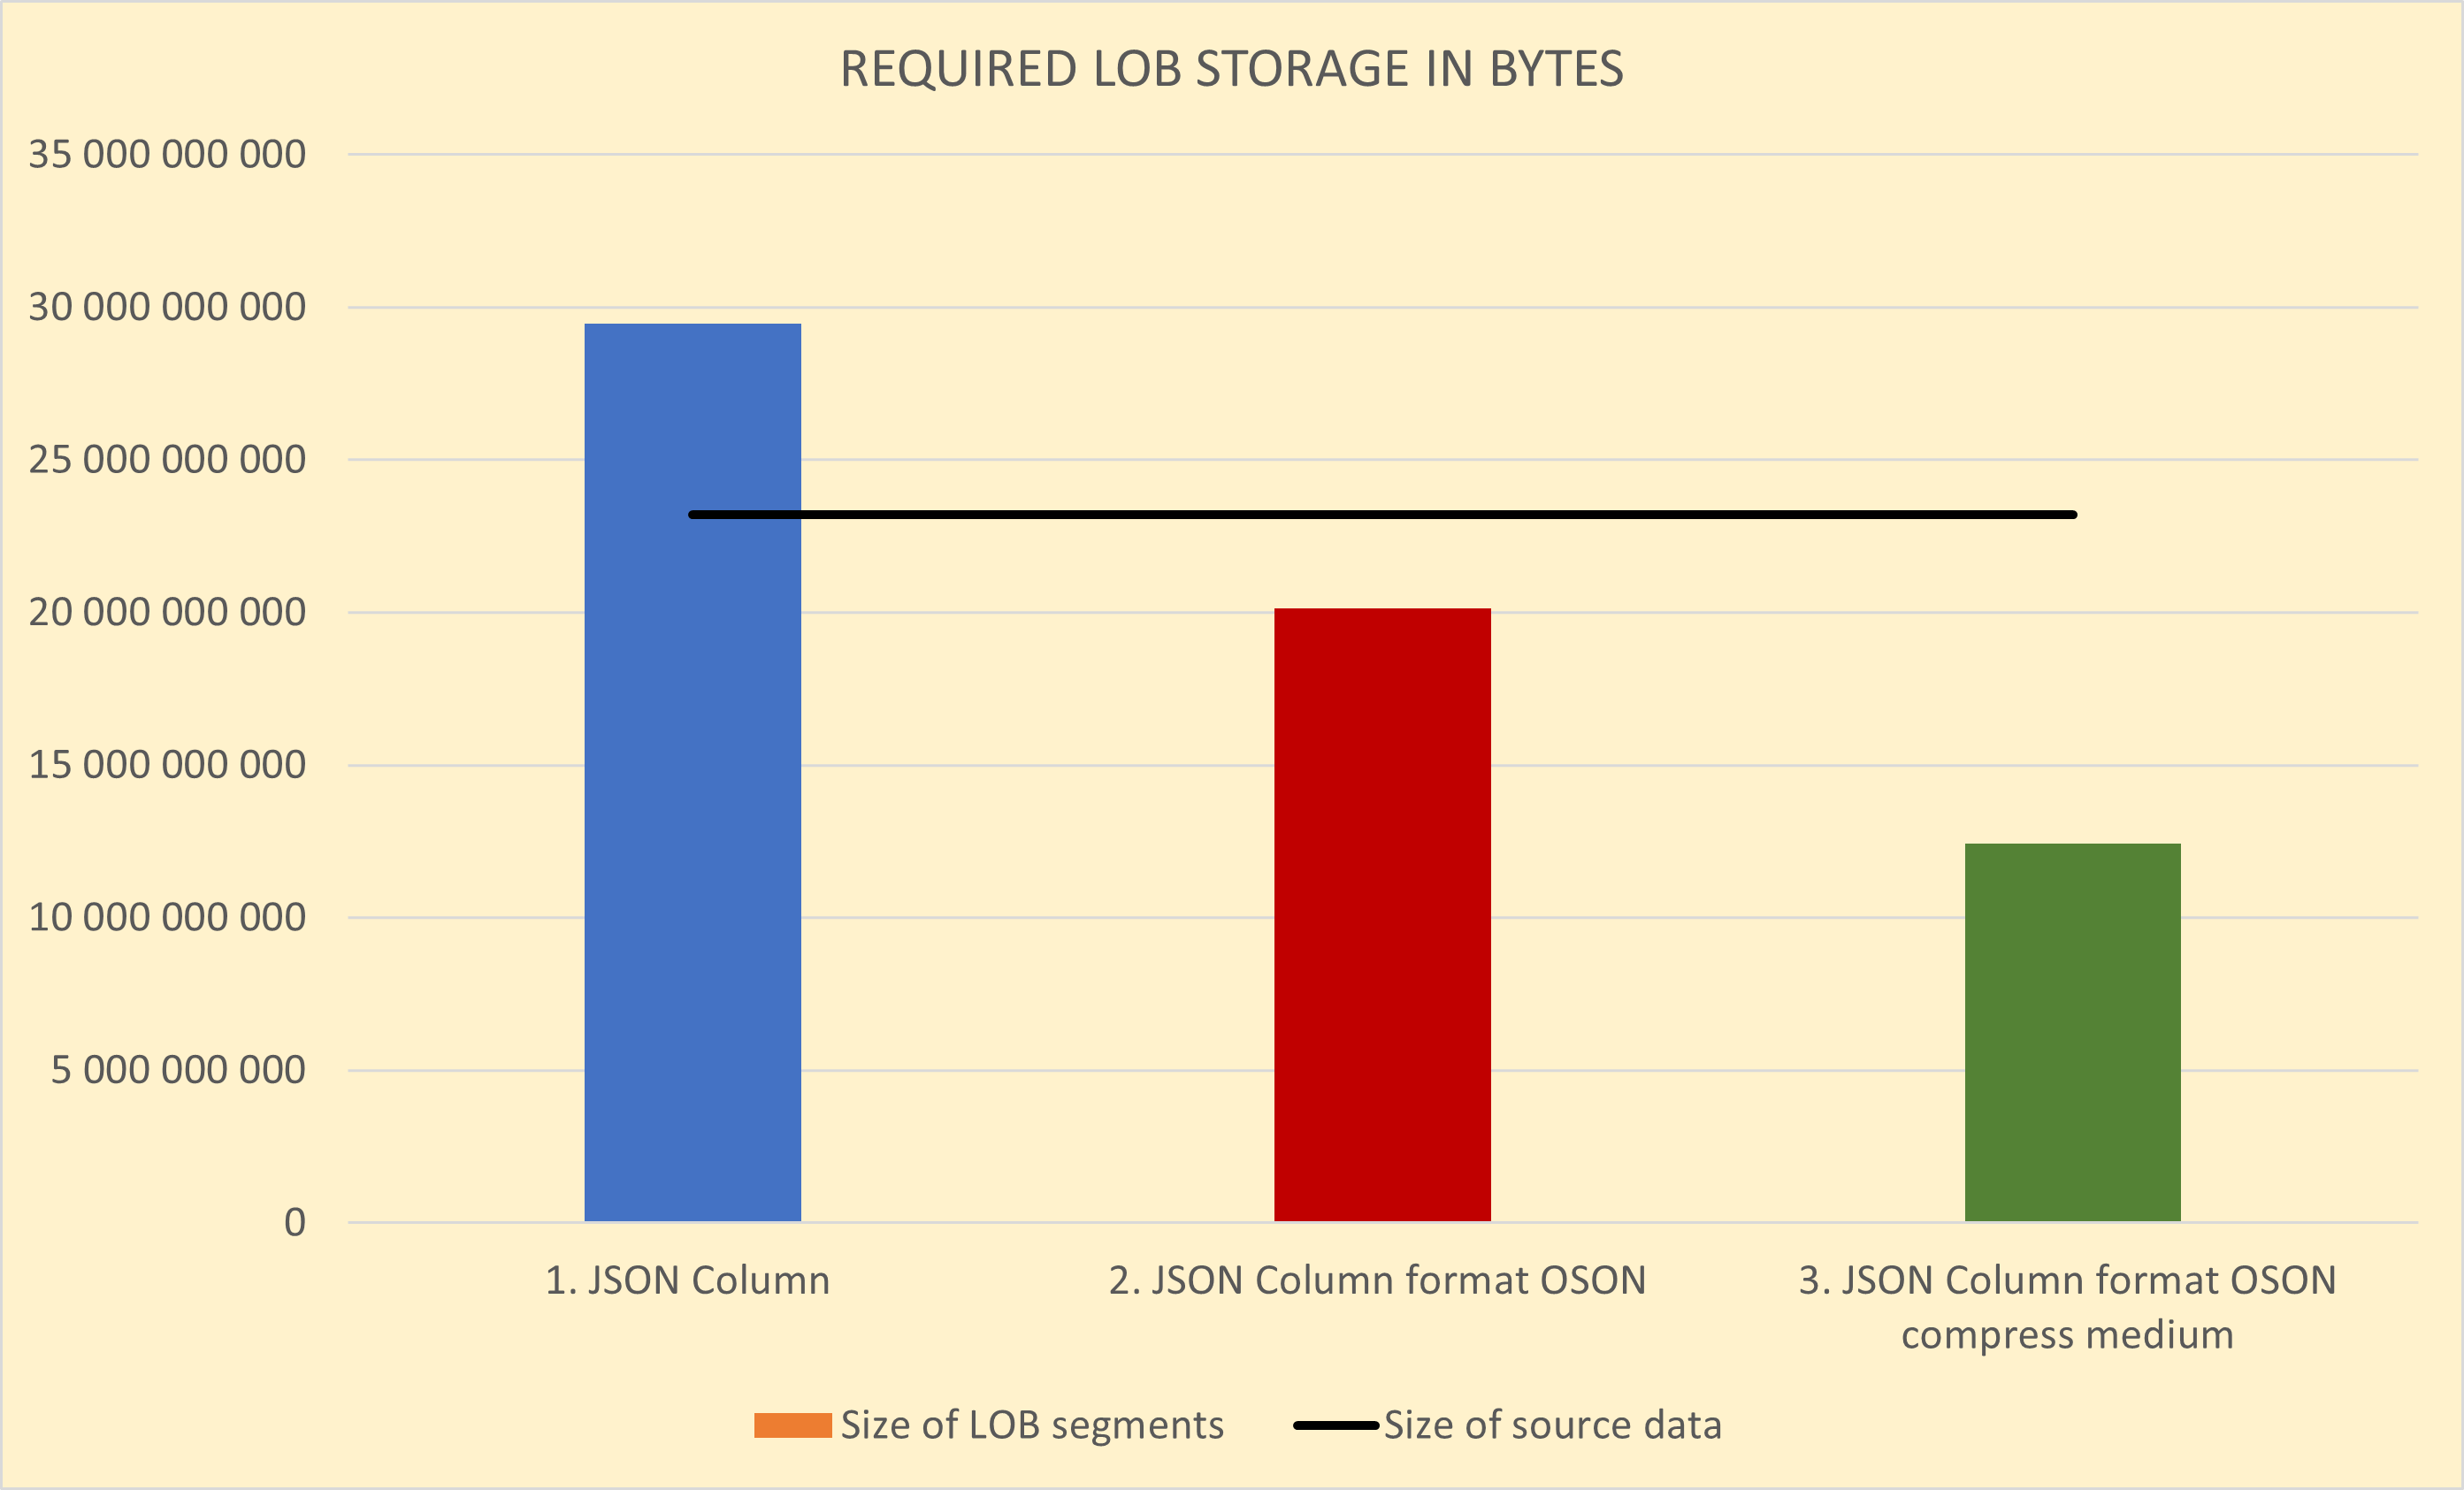 REQUIRED LOB STORAGE IN BYTES
35 000 000 000
30 000 000 000
25 000 000 000
20 000 000 000
15 000 000 000
10 000 000 000
5 000 000 000
0
1. JSON Column
2. JSON Column format OSON
3. JSON Column format OSON
compress medium
Size of LOB segments
Size of source data